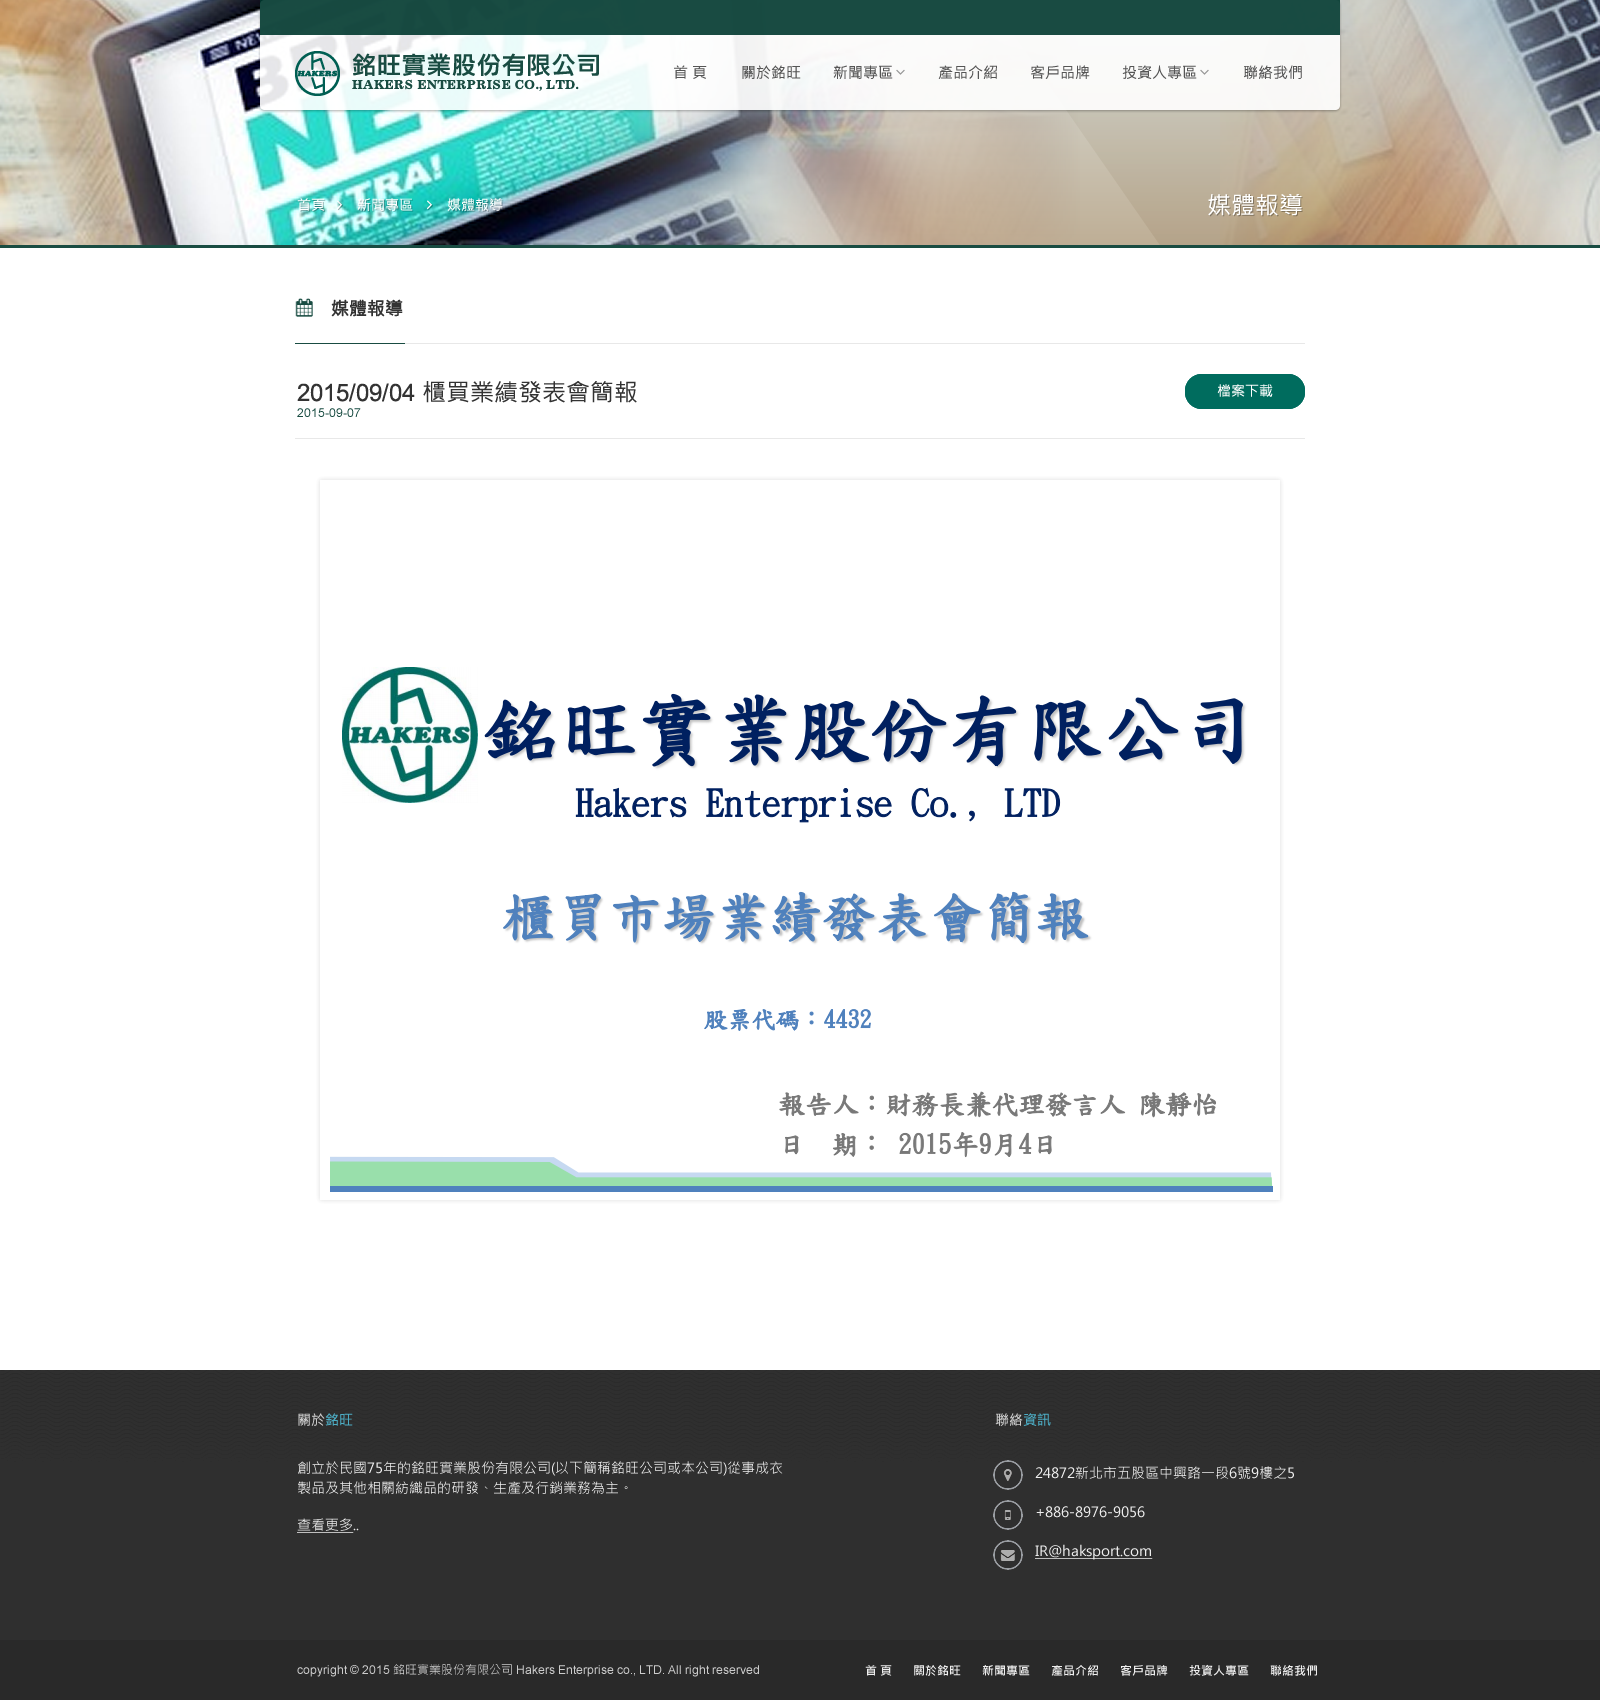 銘旺實業股份有限公司
HAKERS ENTERPRISE CO., LTD.
HAKERS
首 頁
關於銘旺
新聞專區
產品介紹
客戶品牌
投資人專區
聯絡我們
EXTRA!
EXTRA!
首頁 > 新聞專區 > 媒體報導
媒體報導
媒體報導
2015/09/04 櫃買業績發表會簡報
2015-09-07
檔案下載
HAKERS
銘旺實業股份有限公司
Hakers Enterprise Co., LTD
櫃買市場業績發表會簡報
股票代碼：4432
報告人：財務長兼代理發言人 陳靜怡
日　期： 2015年9月4日
關於銘旺
創立於民國75年的銘旺實業股份有限公司(以下簡稱銘旺公司或本公司)從事成衣
製品及其他相關紡織品的研發、生產及行銷業務為主。
查看更多..
聯絡資訊
24872新北市五股區中興路一段6號9樓之5
+886-8976-9056
IR@haksport.com
copyright © 2015 銘旺實業股份有限公司 Hakers Enterprise co., LTD. All right reserved
首 頁
關於銘旺
新聞專區
產品介紹
客戶品牌
投資人專區
聯絡我們